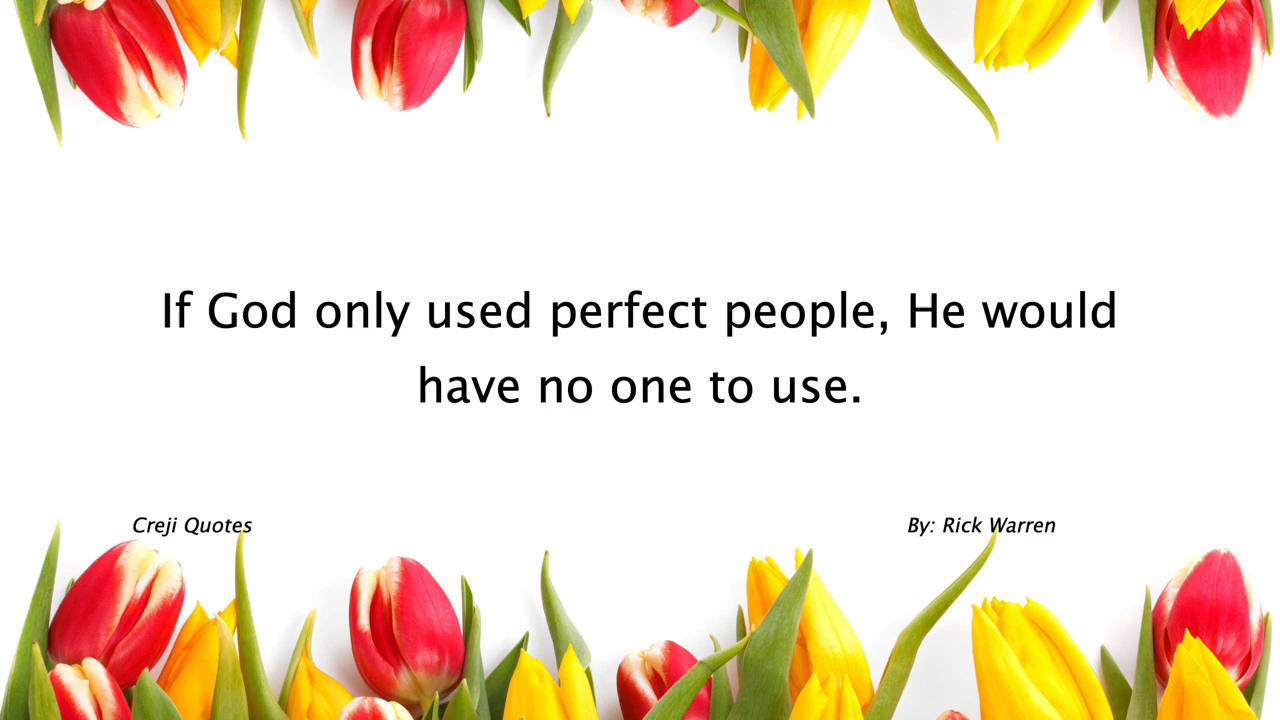 If God only used perfect people, He would
have no one to use.
Creji Quotes
By: Rick Warren